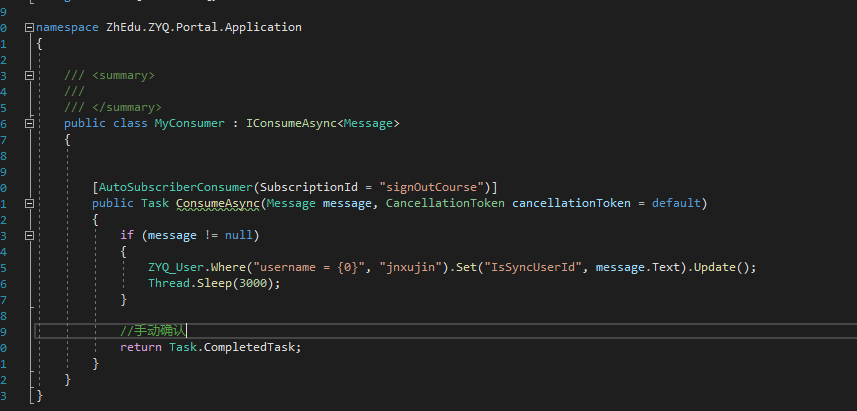 9
0 namespace ZhEdu.ZYQ.Portal.Application
1 {
2
3 /// <summary>
4 ///
5 /// </summary>
6 public class MyConsumer : IConsumeAsync<Message>
7 {
8
9
0 [AutoSubscriberConsumer(SubscriptionId = "signOutCourse")]
1 public Task ConsumeAsync(Message message, CancellationToken cancellationToken = default)
2 {
3 if (message != null)
4 {
5 ZYQ_User.Where("username = {0}", "jnxujin").Set("IsSyncUserId", message.Text).Update();
6 Thread.Sleep(3000);
7 }
8
9 //手动确认
0 return Task.CompletedTask;
1 }
2 }
3 }